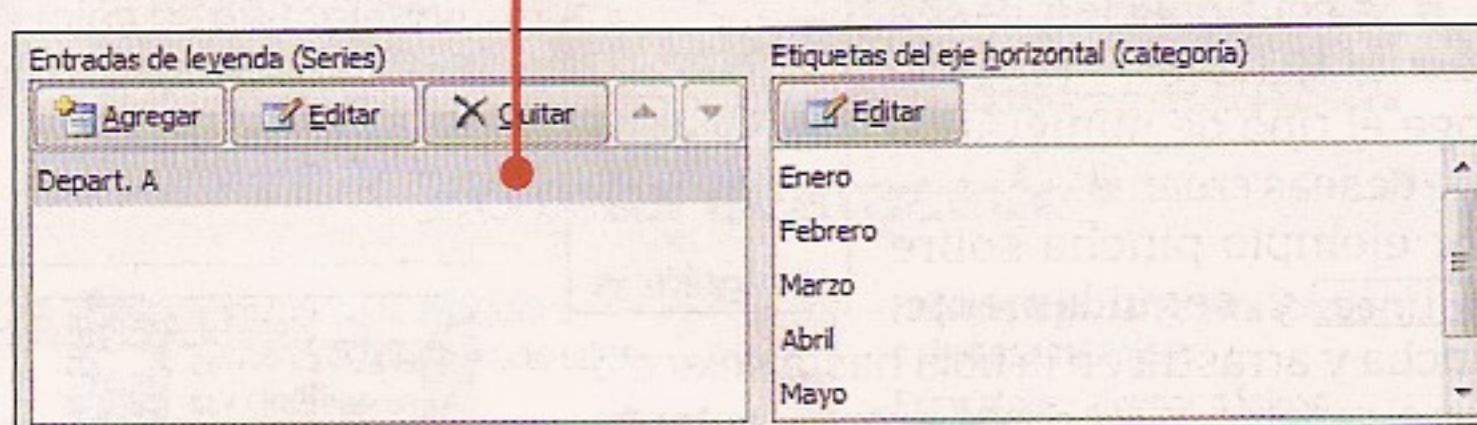 Entradas de leyenda (Series)
Agregar Editar Quitar
Depart. A
Etiquetas del eje horizontal (categoría)
Editar
Enero
Febrero
Marzo
Abril
Mayo